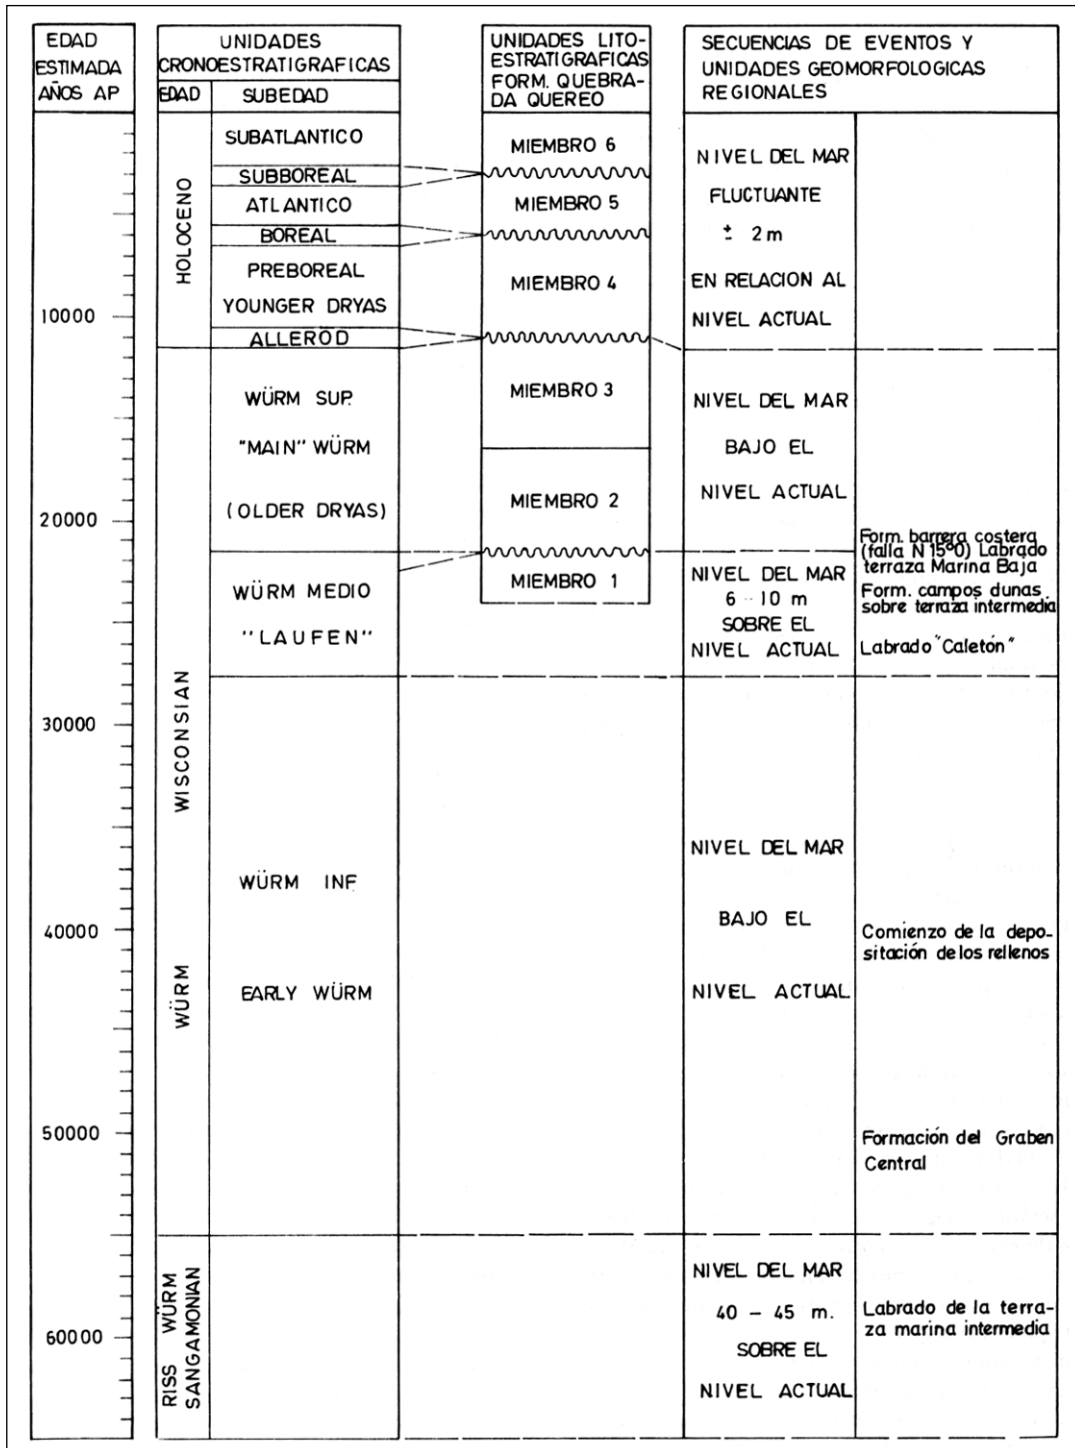 EDAD
ESTIMADA
AÑOS AP
UNIDADES
CRONOESTRATIGRAFICAS
EDAD
SUBEDAD
UNIDADES LITO-
ESTRATIGRAFICAS
FORM. QUEBRA-
DA QUEREO
SECUENCIAS DE EVENTOS Y
UNIDADES GEOMORFOLOGICAS
REGIONALES
10000
20000
30000
40000
50000
60000
HOLOCENO
WISCONSIAN
WÜRM
RISS WÜRM
SANGAMONIAN
SUBATLANTICO
SUBBOREAL
ATLANTICO
BOREAL
PREBOREAL
YOUNGER DRYAS
ALLEROD
WÜRM SUP.
"MAIN" WÜRM
(OLDER DRYAS)
WÜRM MEDIO
"LAUFEN"
WÜRM INF.
EARLY WÜRM
MIEMBRO 6
MIEMBRO 5
MIEMBRO 4
MIEMBRO 3
MIEMBRO 2
MIEMBRO 1
NIVEL DEL MAR
FLUCTUANTE
± 2m
EN RELACION AL
NIVEL ACTUAL
NIVEL DEL MAR
BAJO EL
NIVEL ACTUAL
NIVEL DEL MAR
6 - 10 m
SOBRE EL
NIVEL ACTUAL
NIVEL DEL MAR
BAJO EL
NIVEL ACTUAL
NIVEL DEL MAR
40 - 45 m.
SOBRE EL
NIVEL ACTUAL
Form. barrera costera
(falla N 15°O) Labrado
terraza Marina Baja
Form. campos dunas
sobre terraza intermedia
Labrado "Caletón"
Comienzo de la depo-
sitación de los rellenos
Formación del Graben
Central
Labrado de la terra-
za marina intermedia